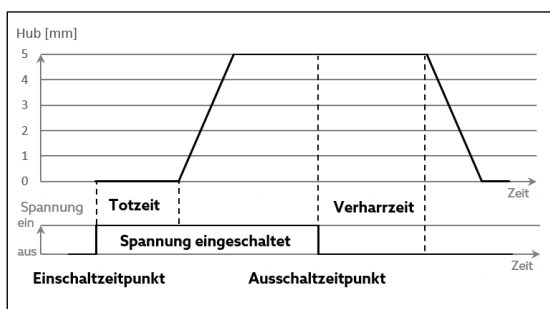 Hub [mm]
5
4
3
2
1
0
Zeit
Spannung
Totzeit
Verharrzeit
ein
Spannung eingeschaltet
aus
Zeit
Einschaltzeitpunkt
Ausschaltzeitpunkt